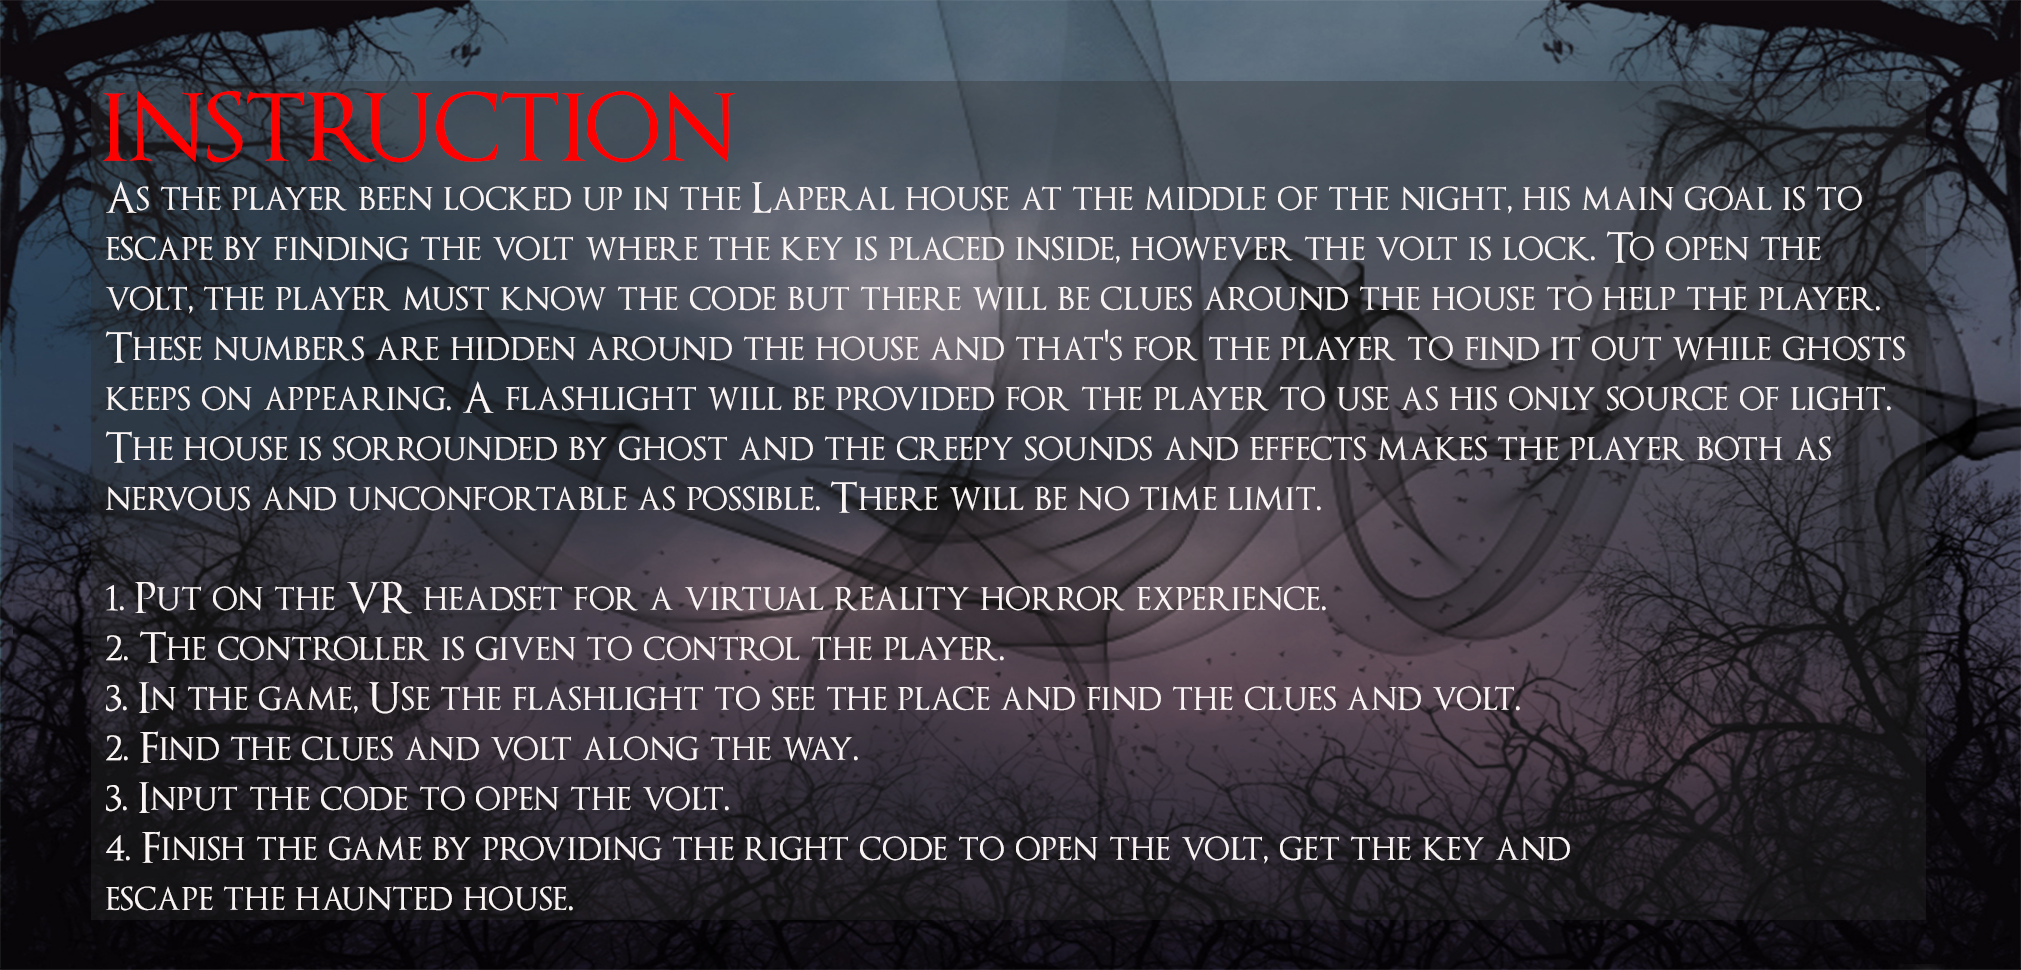 INSTRUCTION
As the player been locked up in the Laperal house at the middle of the night, his main goal is to
escape by finding the volt where the key is placed inside, however the volt is lock. To open the
volt, the player must know the code but there will be clues around the house to help the player.
These numbers are hidden around the house and that's for the player to find it out while ghosts
keeps on appearing. A flashlight will be provided for the player to use as his only source of light.
The house is sorrounded by ghost and the creepy sounds and effects makes the player both as
nervous and unconfortable as possible. There will be no time limit.
1. Put on the VR headset for a virtual reality horror experience.
2. The controller is given to control the player.
3. In the game, Use the flashlight to see the place and find the clues and volt.
2. Find the clues and volt along the way.
3. Input the code to open the volt.
4. Finish the game by providing the right code to open the volt, get the key and
escape the haunted house.